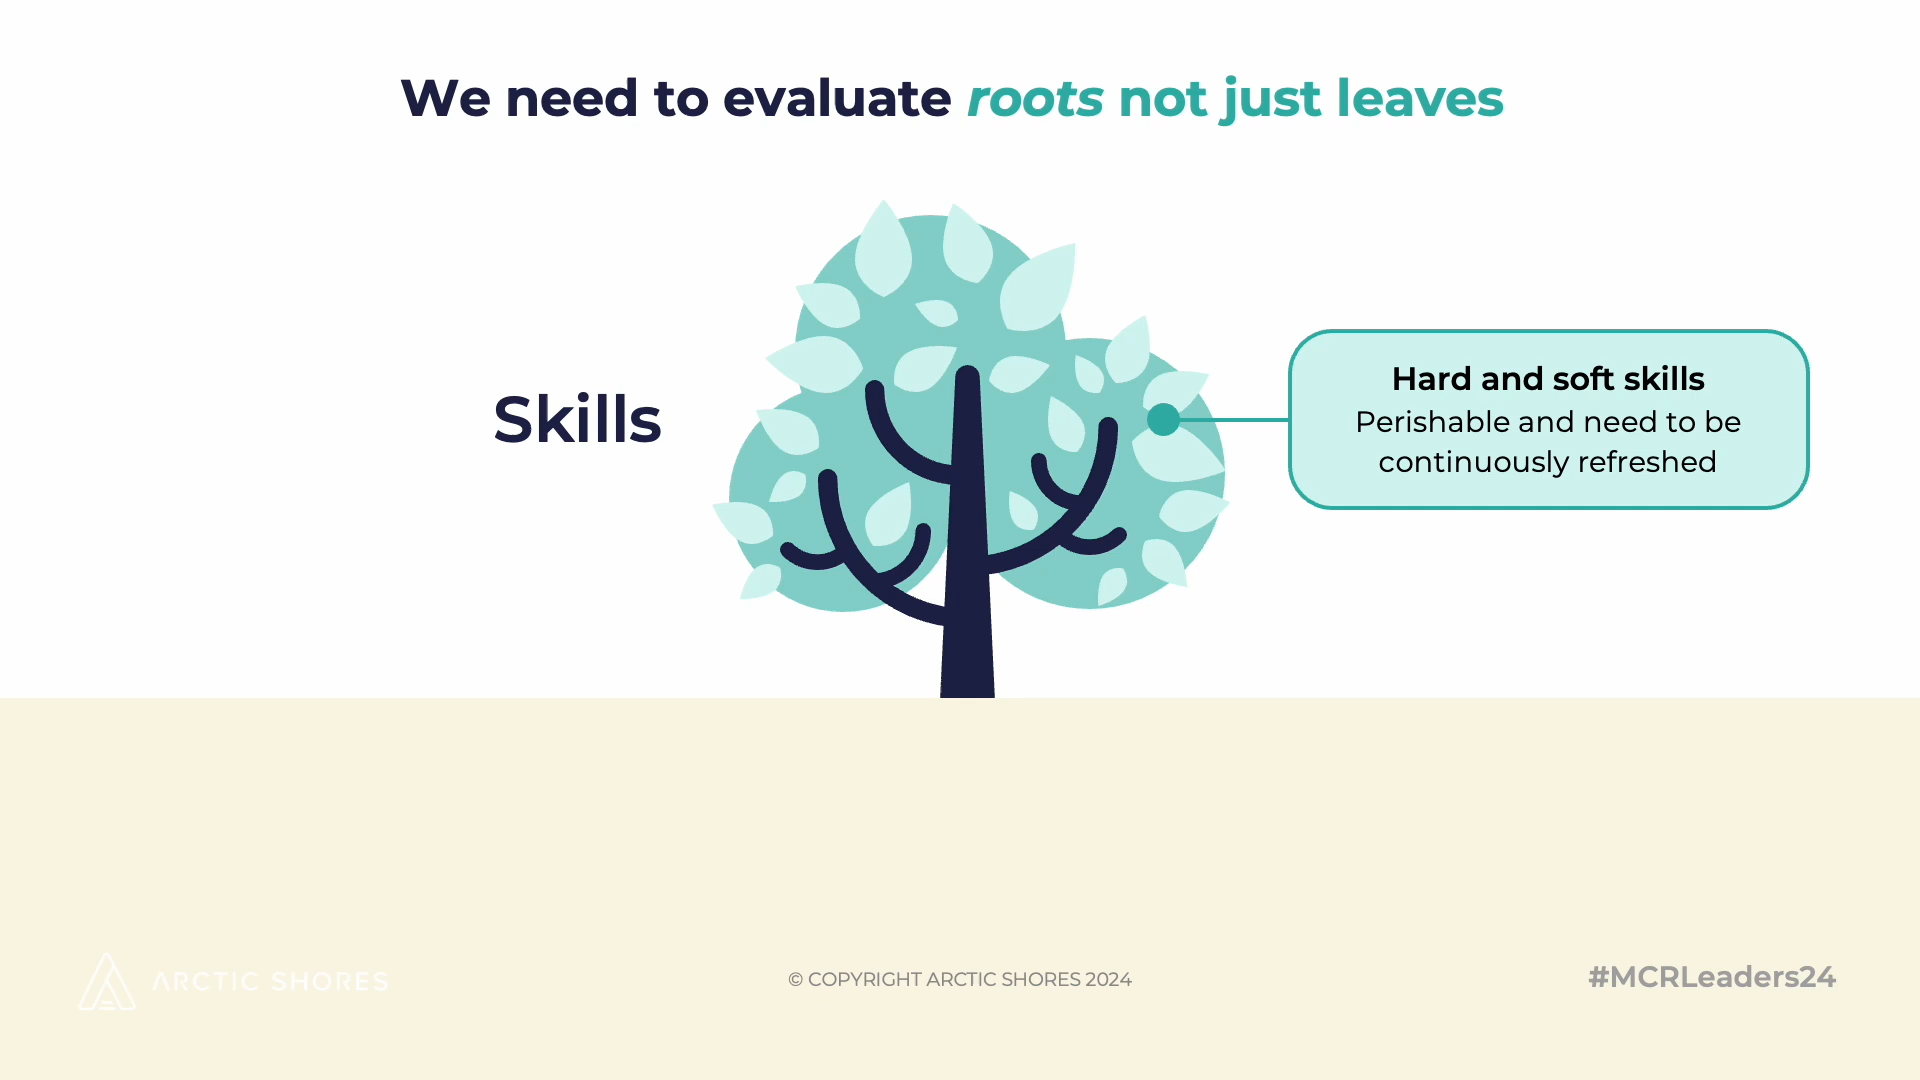 We need to evaluate roots not just leaves
Skills
Hard and soft skills
Perishable and need to be
continuously refreshed
ARCTIC SHORES
© COPYRIGHT ARCTIC SHORES 2024
#MCRLeaders24